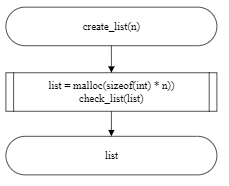 create_list(n)
list = malloc(sizeof(int) * n))
check_list(list)
list